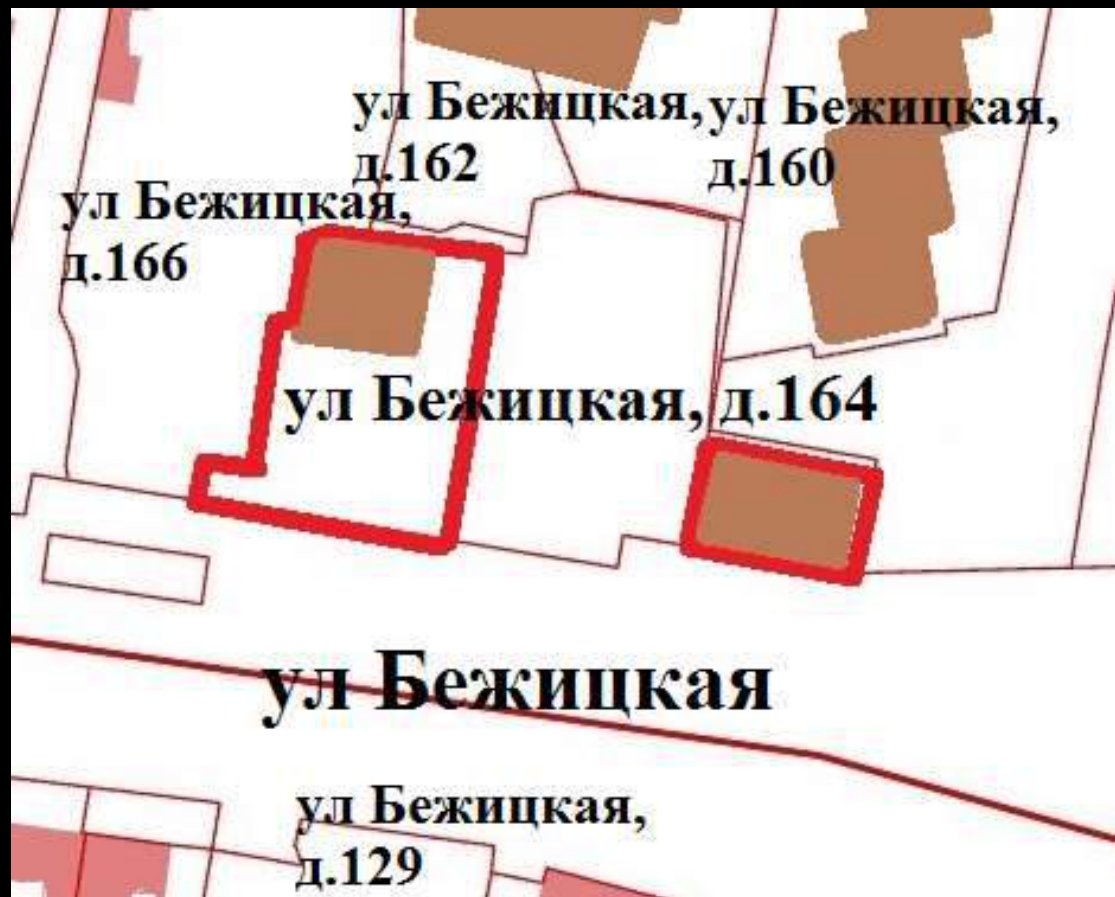 ул Бежицкая,
д.162
ул Бежицкая,
д.160
ул Бежицкая,
д.166
ул Бежицкая, д.164
ул Бежицкая
ул Бежицкая,
д.129